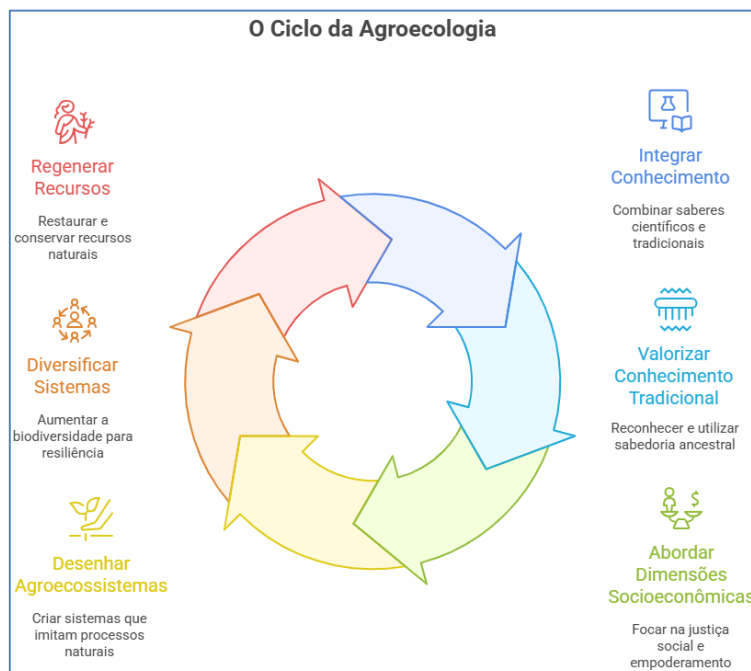 O Ciclo da Agroecologia
Regenerar
Recursos
Restaurar e
conservar recursos
naturais
Diversificar
Sistemas
Aumentar a
biodiversidade para
resiliência
Desenhar
Agroecossistemas
Criar sistemas que
imitam processos
naturais
Integrar
Conhecimento
Combinar saberes
científicos e
tradicionais
Valorizar
Conhecimento
Tradicional
Reconhecer e utilizar
sabedoria ancestral
$
Abordar
Dimensões
Socioeconômicas
Focar na justiça
social e
empoderamento